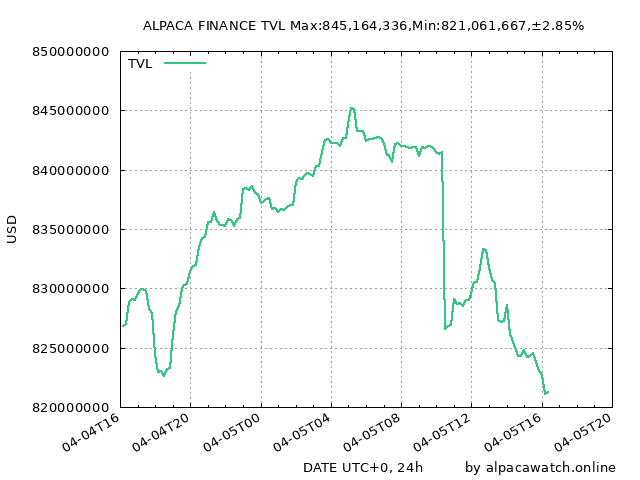 ALPACA FINANCE TVL Max:845,164,336,Min:821,061,667,±2.85%
TVL
850000000
845000000
840000000
835000000
830000000
825000000
820000000
USD
04-04T16
04-04T20
04-05T00
04-05T04
04-05T08
04-05T12
04-05T16
04-05T20
DATE UTC+0, 24h
by alpacawatch.online